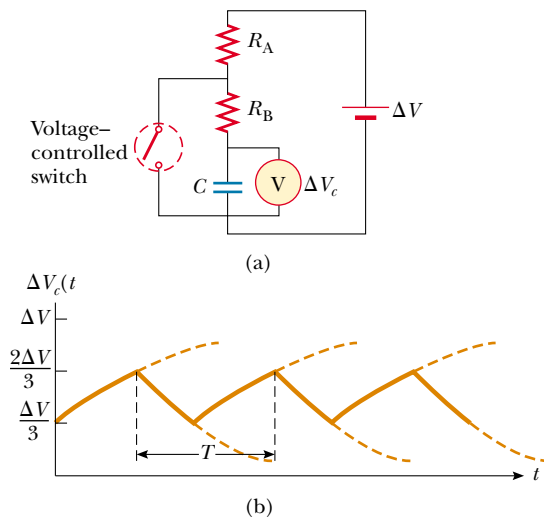 R_A
R_B
ΔV
Voltage–
controlled
switch
C
V
ΔV_c
(a)
ΔV_c(t
ΔV
2ΔV
3
ΔV
3
T
t
(b)